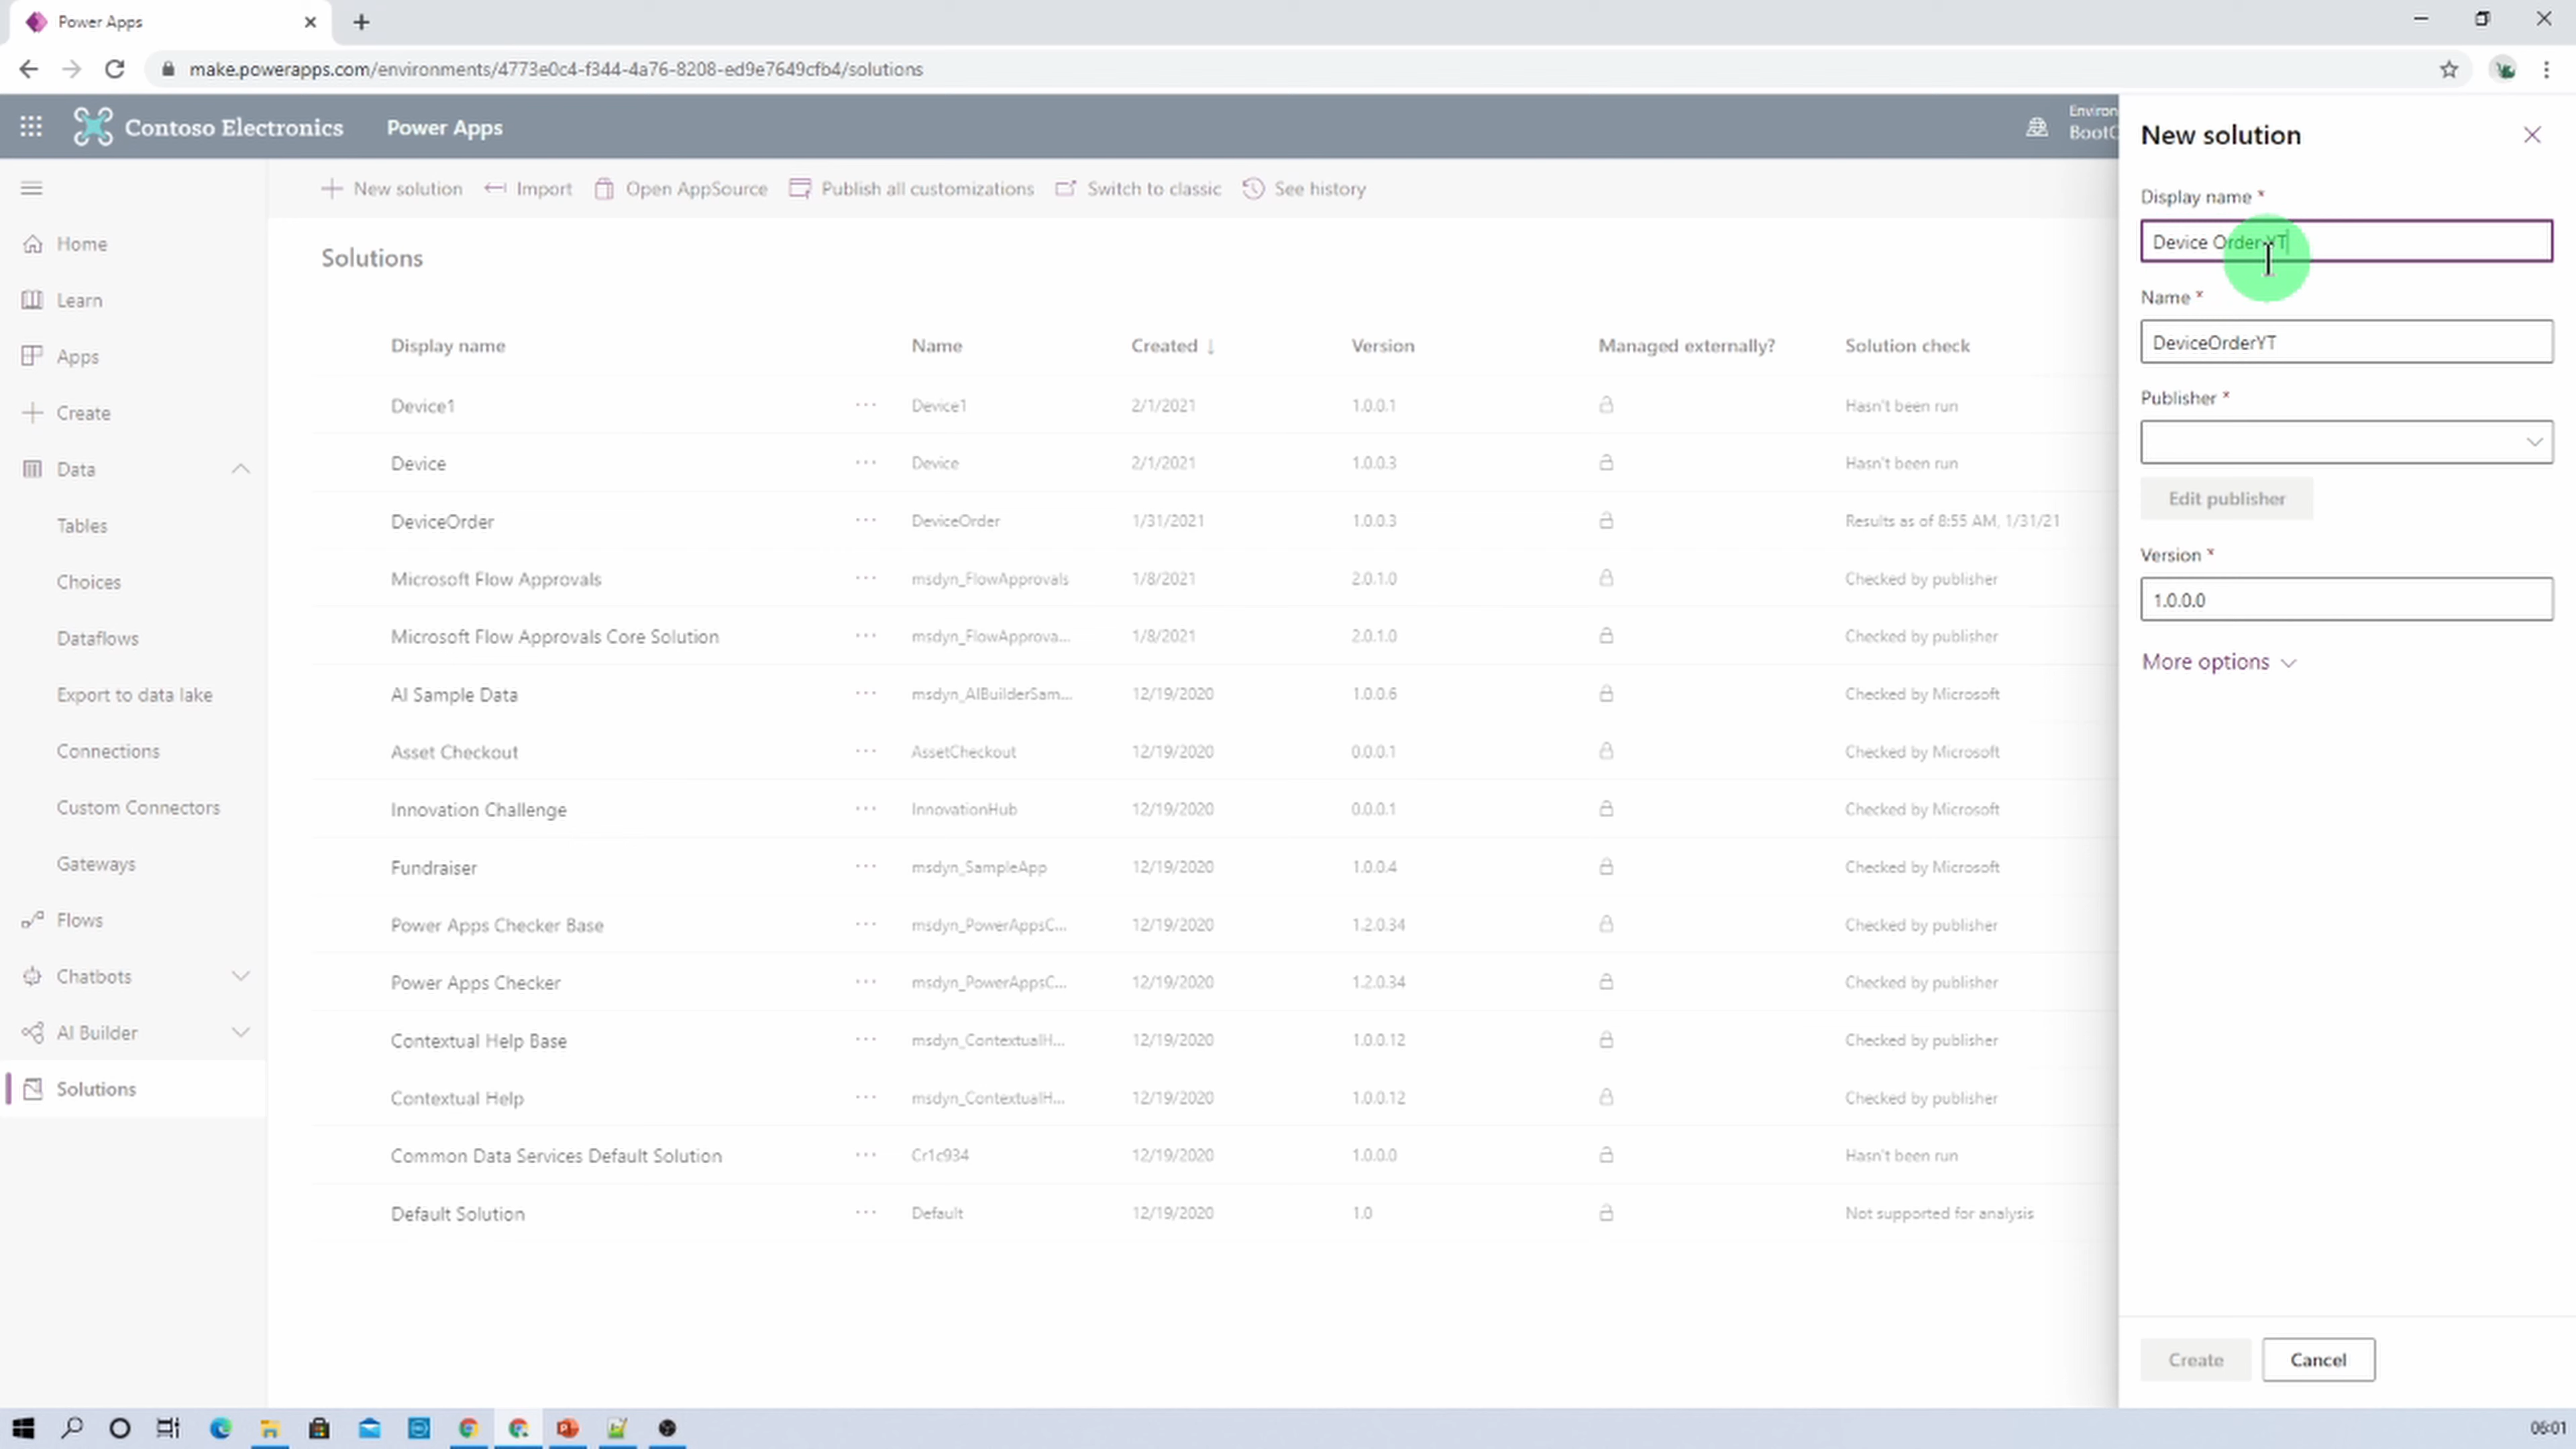 Power Apps
make.powerapps.com/environments/4773e0c4-f344-4a76-8208-ed9e7649cfb4/solutions
Contoso Electronics Power Apps
Environ
BootC
New solution Import Open AppSource Publish all customizations Switch to classic See history
Home
Learn
Apps
Create
Data
Tables
Choices
Dataflows
Export to data lake
Connections
Custom Connectors
Gateways
Flows
Chatbots
AI Builder
Solutions
Solutions
Display name Name Created ↓ Version Managed externally? Solution check
Device1 ··· Device1 2/1/2021 1.0.0.1 Hasn't been run
Device ··· Device 2/1/2021 1.0.0.3 Hasn't been run
DeviceOrder ··· DeviceOrder 1/31/2021 1.0.0.3 Results as of 8:55 AM, 1/31/21
Microsoft Flow Approvals ··· msdyn_FlowApprovals 1/8/2021 2.0.1.0 Checked by publisher
Microsoft Flow Approvals Core Solution ··· msdyn_FlowApprova... 1/8/2021 2.0.1.0 Checked by publisher
AI Sample Data ··· msdyn_AIBuilderSam... 12/19/2020 1.0.0.6 Checked by Microsoft
Asset Checkout ··· AssetCheckout 12/19/2020 0.0.0.1 Checked by Microsoft
Innovation Challenge ··· InnovationHub 12/19/2020 0.0.0.1 Checked by Microsoft
Fundraiser ··· msdyn_SampleApp 12/19/2020 1.0.0.4 Checked by Microsoft
Power Apps Checker Base ··· msdyn_PowerAppsC... 12/19/2020 1.2.0.34 Checked by publisher
Power Apps Checker ··· msdyn_PowerAppsC... 12/19/2020 1.2.0.34 Checked by publisher
Contextual Help Base ··· msdyn_ContextualH... 12/19/2020 1.0.0.12 Checked by publisher
Contextual Help ··· msdyn_ContextualH... 12/19/2020 1.0.0.12 Checked by publisher
Common Data Services Default Solution ··· Cr1c934 12/19/2020 1.0.0.0 Hasn't been run
Default Solution ··· Default 12/19/2020 1.0 Not supported for analysis
New solution
Display name *
Device Order YT
Name *
DeviceOrderYT
Publisher *
Edit publisher
Version *
1.0.0.0
More options
Create Cancel
06:01